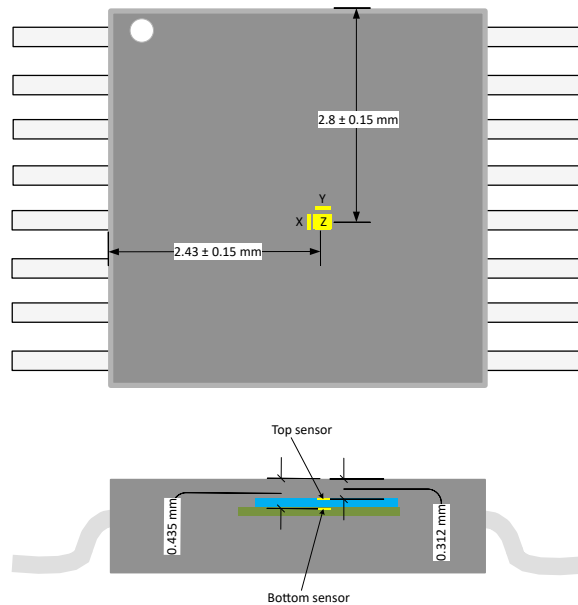 2.8 ± 0.15 mm
Y
X
Z
2.43 ± 0.15 mm
Top sensor
0.435 mm
0.312 mm
Bottom sensor